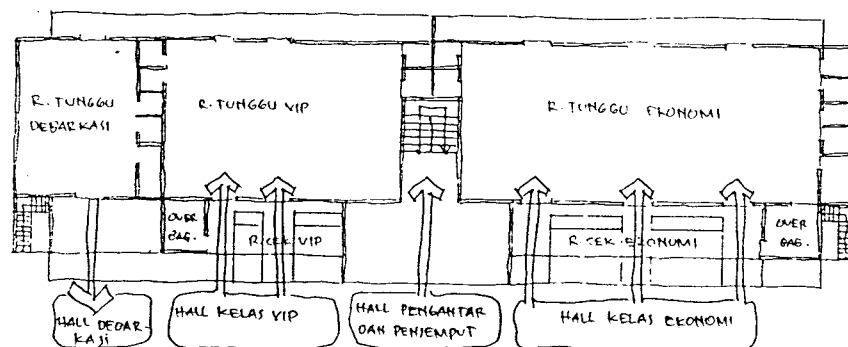 R. TUNGGU
DEBARKASI
R. TUNGGU VIP
R. TUNGGU EKONOMI
OVER
BAG.
R. CEK VIP
R. CEK EKONOMI
OVER
BAG.
HALL DEBAR-
KASI
HALL KELAS VIP
HALL PENGANTAR
DAN PENJEMPUT
HALL KELAS EKONOMI